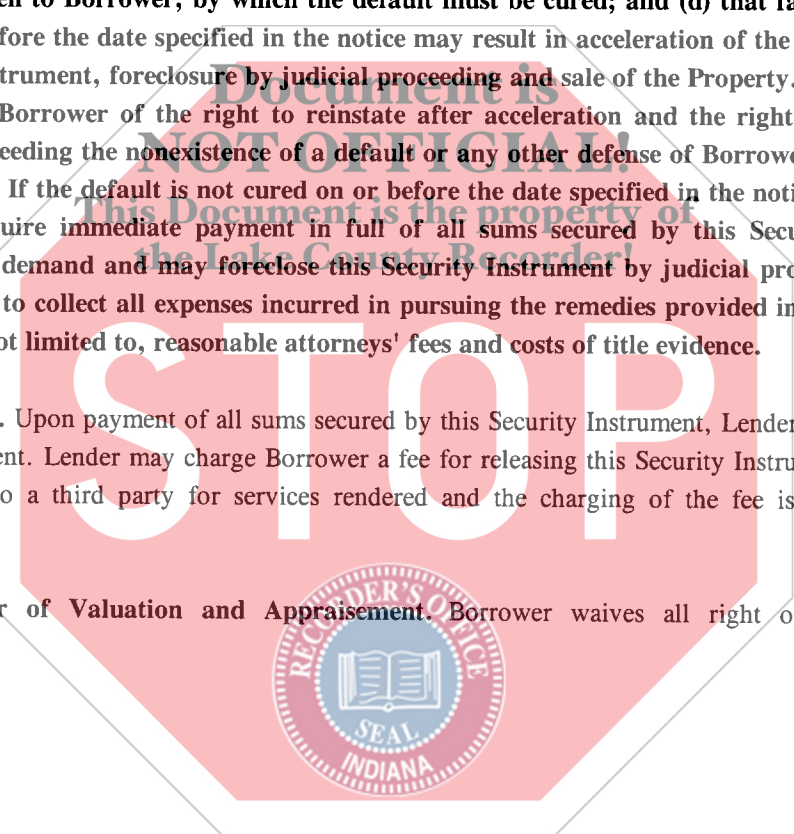 en to Borrower, by which the default must be cured; and (d) that fa
fore the date specified in the notice may result in acceleration of the
trument, foreclosure by judicial proceeding and sale of the Property.
Document is
Borrower of the right to reinstate after acceleration and the right
NOT OFFICIAL!
eeding the nonexistence of a default or any other defense of Borrowe
If the default is not cured on or before the date specified in the noti
This Document is the property of
uire immediate payment in full of all sums secured by this Secu
the Lake County Recorder!
demand and may foreclose this Security Instrument by judicial pro
to collect all expenses incurred in pursuing the remedies provided in
ot limited to, reasonable attorneys' fees and costs of title evidence.
STOP
. Upon payment of all sums secured by this Security Instrument, Lender
ent. Lender may charge Borrower a fee for releasing this Security Instru
o a third party for services rendered and the charging of the fee is
r of Valuation and Appraisement. Borrower waives all right o
RECORDER'S OFFICE
SEAL
INDIANA